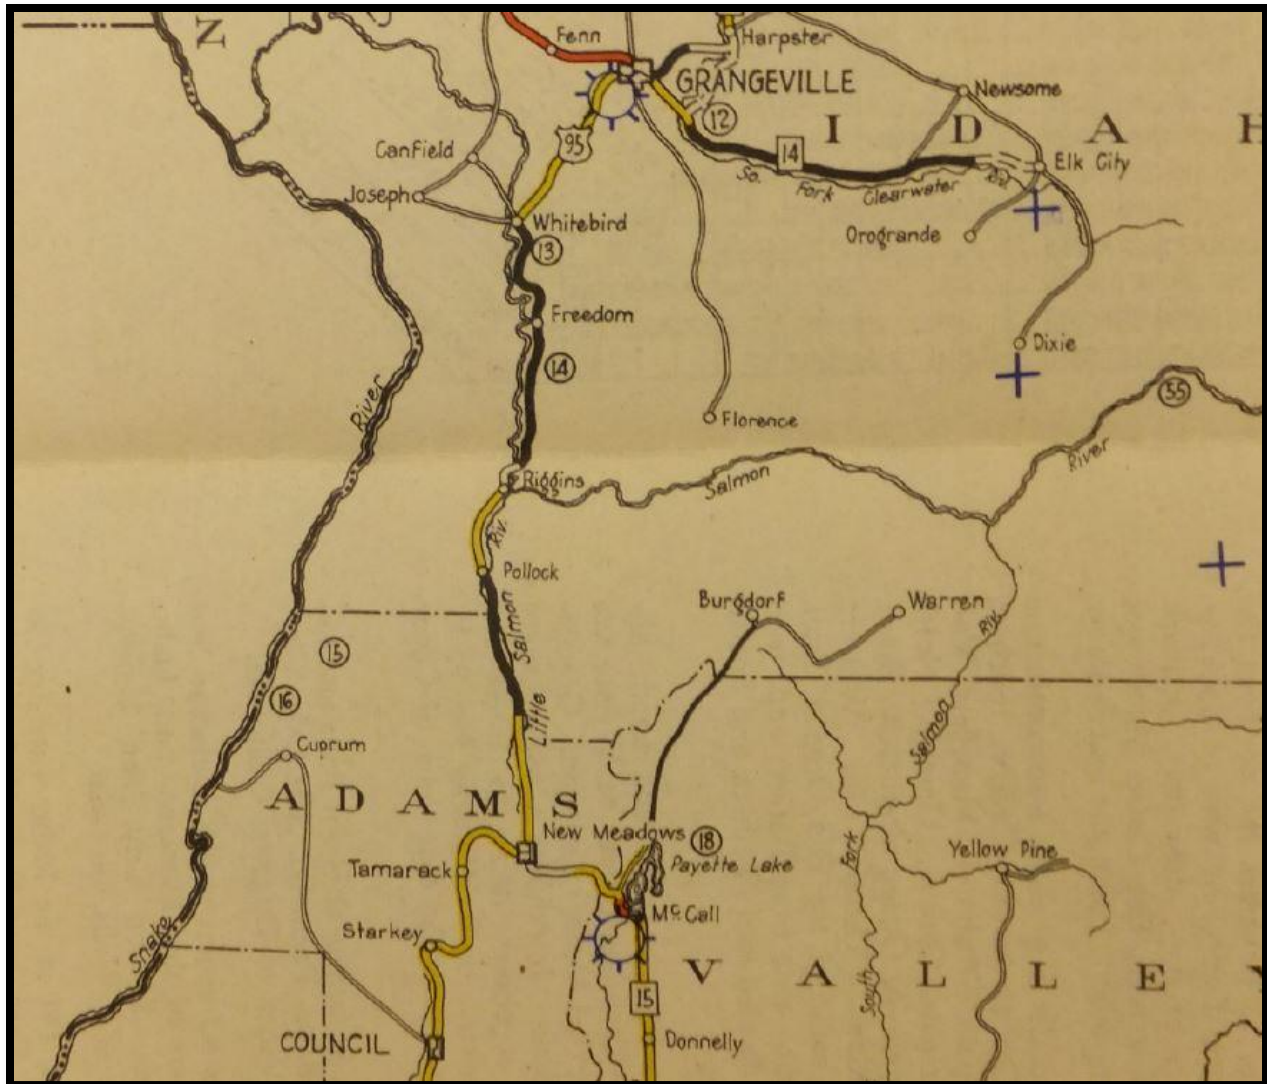 Z
Fenn
Harpster
GRANGEVILLE
Newsome
12
I D A H
95
14
Canfield
Elk City
So. Fork Clearwater Riv.
Joseph
Whitebird
Orogrande
13
Freedom
Dixie
14
55
River
Florence
River
Riggins
Salmon
Riv.
Pollock
Burgdorf
Warren
Salmon
Riv.
15
16
Little
Salmon
Cuprum
A D A M S
New Meadows
18
Fork
Yellow Pine
Payette Lake
Tamarack
McCall
Starkey
Snake
V A L L E Y
South
15
COUNCIL
Donnelly